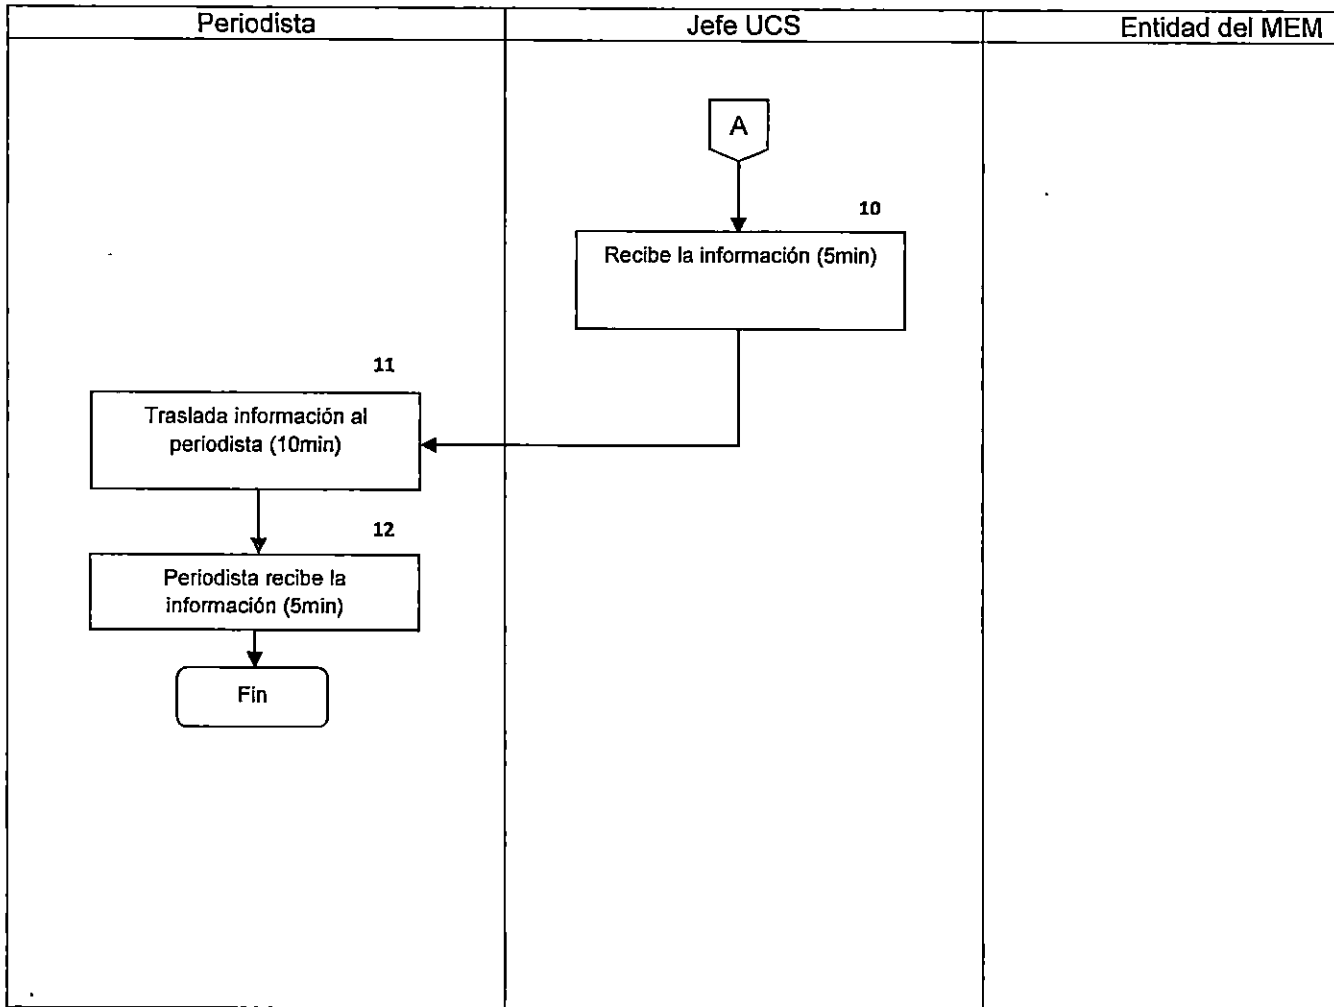 Periodista
Jefe UCS
Entidad del MEM
A
10
Recibe la información (5min)
11
Traslada información al
periodista (10min)
12
Periodista recibe la
información (5min)
Fin